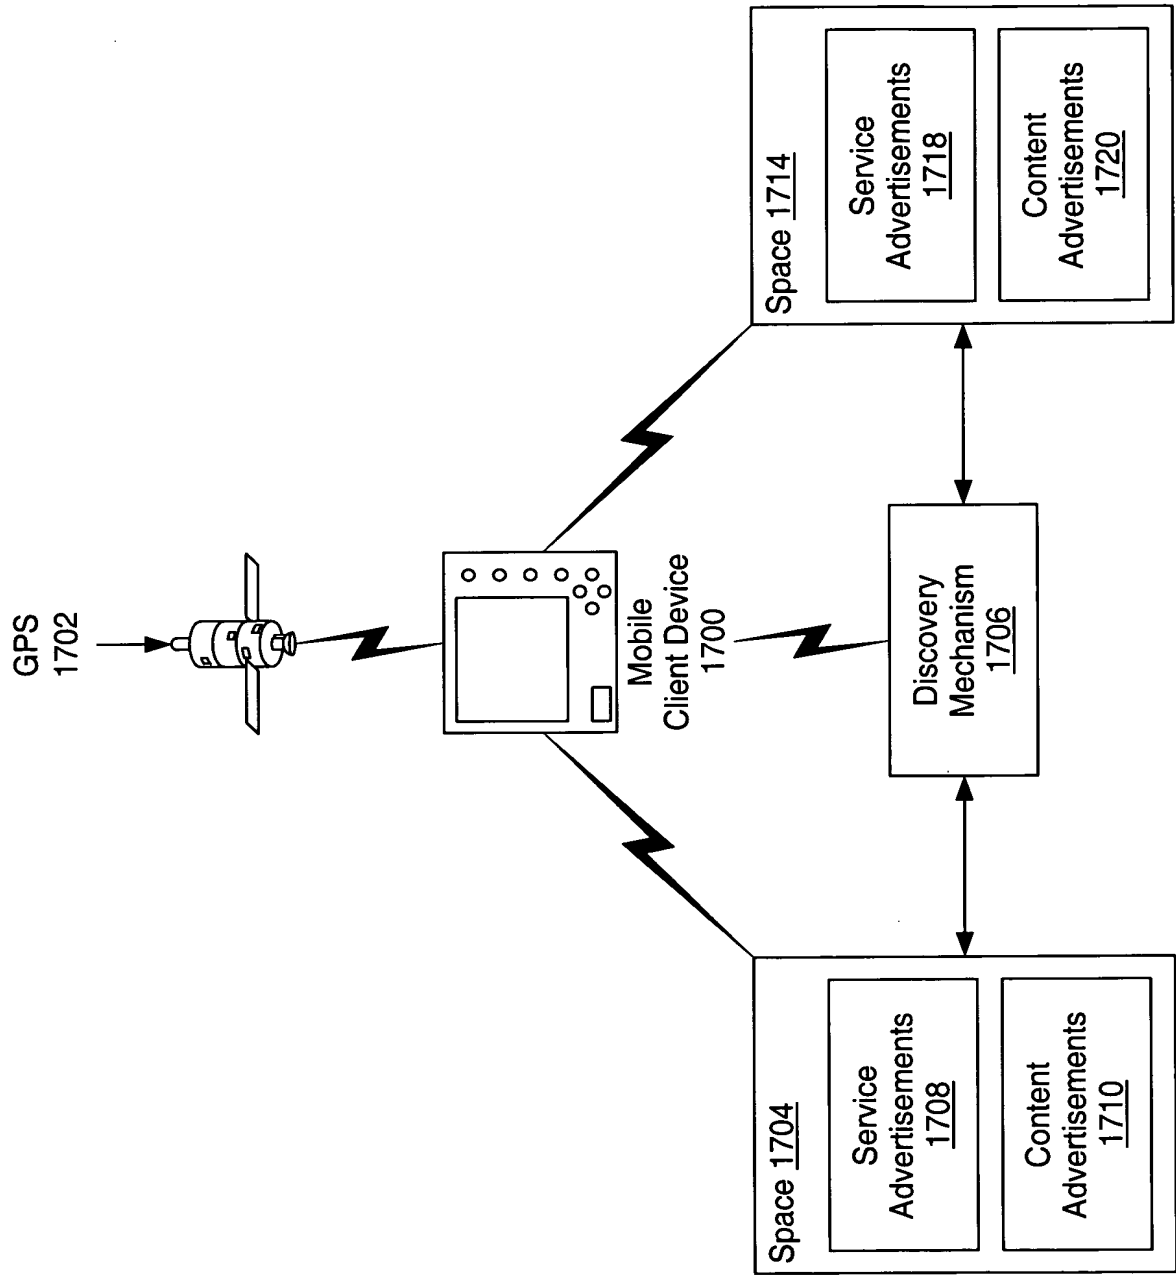 GPS
1702
Mobile
Client Device
1700
Space 1704
Service
Advertisements
1708
Content
Advertisements
1710
Discovery
Mechanism
1706
Space 1714
Service
Advertisements
1718
Content
Advertisements
1720